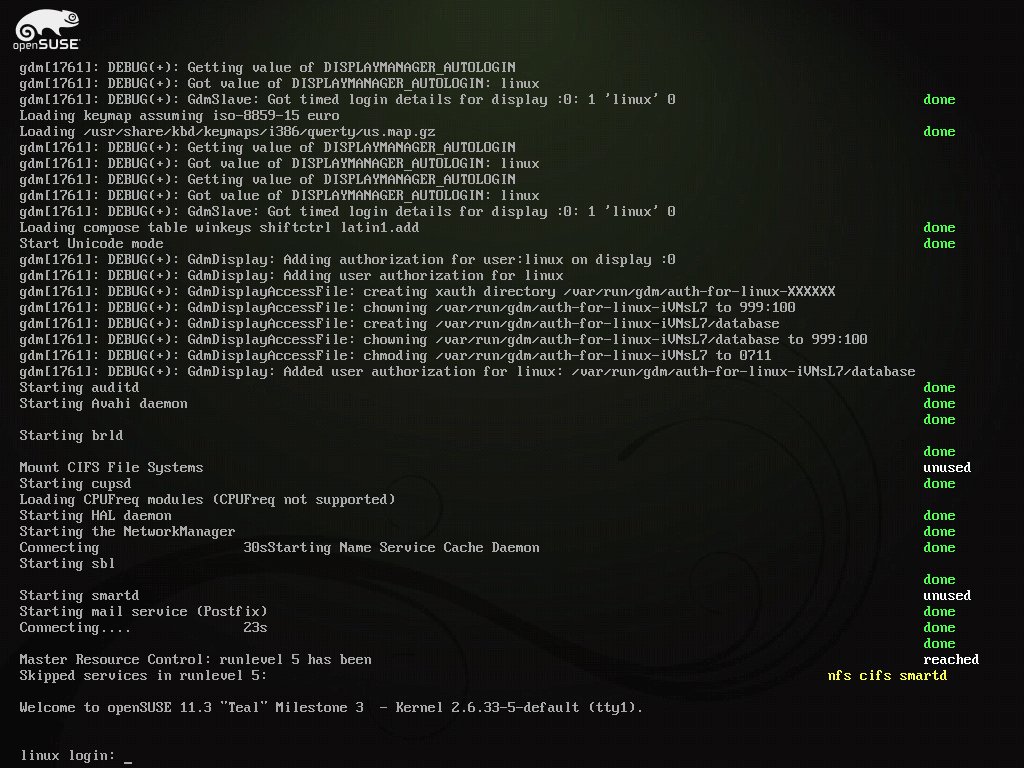 openSUSE
gdm[1761]: DEBUG(+): Getting value of DISPLAYMANAGER_AUTOLOGIN
gdm[1761]: DEBUG(+): Got value of DISPLAYMANAGER_AUTOLOGIN: linux
gdm[1761]: DEBUG(+): GdmSlave: Got timed login details for display :0: 1 'linux' 0 done
Loading keymap assuming iso-8859-15 euro
Loading /usr/share/kbd/keymaps/i386/qwerty/us.map.gz done
gdm[1761]: DEBUG(+): Getting value of DISPLAYMANAGER_AUTOLOGIN
gdm[1761]: DEBUG(+): Got value of DISPLAYMANAGER_AUTOLOGIN: linux
gdm[1761]: DEBUG(+): Getting value of DISPLAYMANAGER_AUTOLOGIN
gdm[1761]: DEBUG(+): Got value of DISPLAYMANAGER_AUTOLOGIN: linux
gdm[1761]: DEBUG(+): GdmSlave: Got timed login details for display :0: 1 'linux' 0
Loading compose table winkeys shiftctrl latin1.add done
Start Unicode mode done
gdm[1761]: DEBUG(+): GdmDisplay: Adding authorization for user:linux on display :0
gdm[1761]: DEBUG(+): GdmDisplay: Adding user authorization for linux
gdm[1761]: DEBUG(+): GdmDisplayAccessFile: creating xauth directory /var/run/gdm/auth-for-linux-XXXXXX
gdm[1761]: DEBUG(+): GdmDisplayAccessFile: chowning /var/run/gdm/auth-for-linux-iVNsL7 to 999:100
gdm[1761]: DEBUG(+): GdmDisplayAccessFile: creating /var/run/gdm/auth-for-linux-iVNsL7/database
gdm[1761]: DEBUG(+): GdmDisplayAccessFile: chowning /var/run/gdm/auth-for-linux-iVNsL7/database to 999:100
gdm[1761]: DEBUG(+): GdmDisplayAccessFile: chmoding /var/run/gdm/auth-for-linux-iVNsL7 to 0711
gdm[1761]: DEBUG(+): GdmDisplay: Added user authorization for linux: /var/run/gdm/auth-for-linux-iVNsL7/database
Starting auditd done
Starting Avahi daemon done
done
Starting brld
done
Mount CIFS File Systems unused
Starting cupsd done
Loading CPUFreq modules (CPUFreq not supported)
Starting HAL daemon done
Starting the NetworkManager done
Connecting 30sStarting Name Service Cache Daemon done
Starting sbl
done
Starting smartd unused
Starting mail service (Postfix) done
Connecting.... 23s done
done
Master Resource Control: runlevel 5 has been reached
Skipped services in runlevel 5: nfs cifs smartd
Welcome to openSUSE 11.3 "Teal" Milestone 3 - Kernel 2.6.33-5-default (tty1).
linux login: _